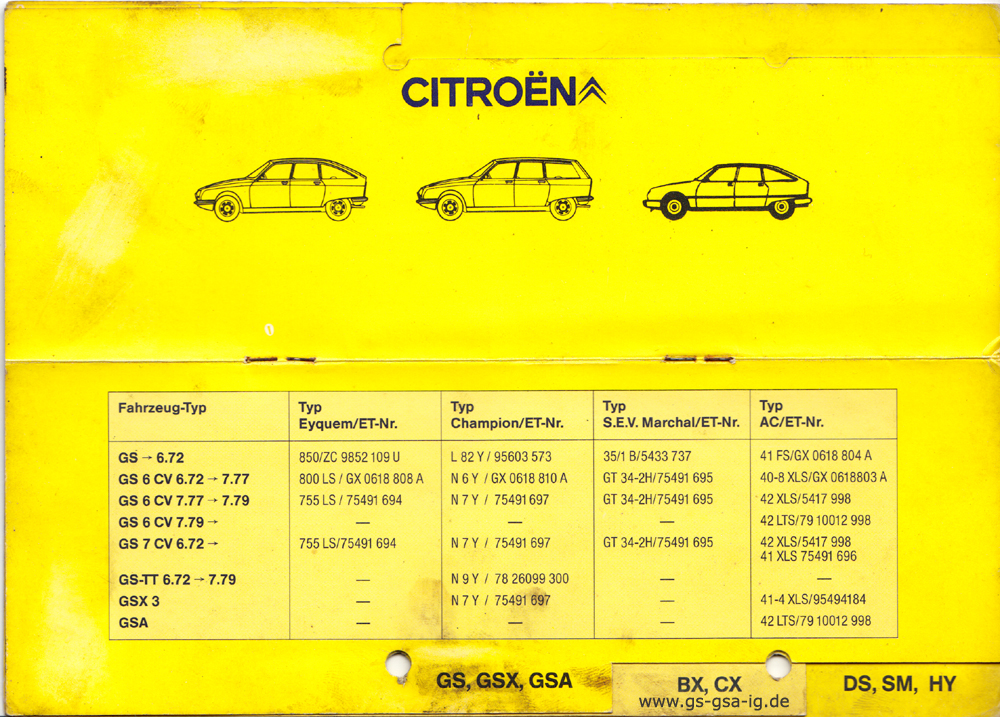 CITROËN
Fahrzeug-Typ Typ Eyquem/ET-Nr. Typ Champion/ET-Nr. Typ S.E.V. Marchal/ET-Nr. Typ AC/ET-Nr.
GS → 6.72 850/ZC 9852 109 U L 82 Y / 95603 573 35/1 B/5433 737 41 FS/GX 0618 804 A
GS 6 CV 6.72 → 7.77 800 LS / GX 0618 808 A N 6 Y / GX 0618 810 A GT 34-2H/75491 695 40-8 XLS/GX 0618803 A
GS 6 CV 7.77 → 7.79 755 LS / 75491 694 N 7 Y / 75491 697 GT 34-2H/75491 695 42 XLS/5417 998
GS 6 CV 7.79 → — — — 42 LTS/79 10012 998
GS 7 CV 6.72 → 755 LS/75491 694 N 7 Y / 75491 697 GT 34-2H/75491 695 42 XLS/5417 998
41 XLS 75491 696
GS-TT 6.72 → 7.79 — N 9 Y / 78 26099 300 — —
GSX 3 — N 7 Y / 75491 697 — 41-4 XLS/95494184
GSA — — — 42 LTS/79 10012 998
GS, GSX, GSA BX, CX DS, SM, HY
www.gs-gsa-ig.de